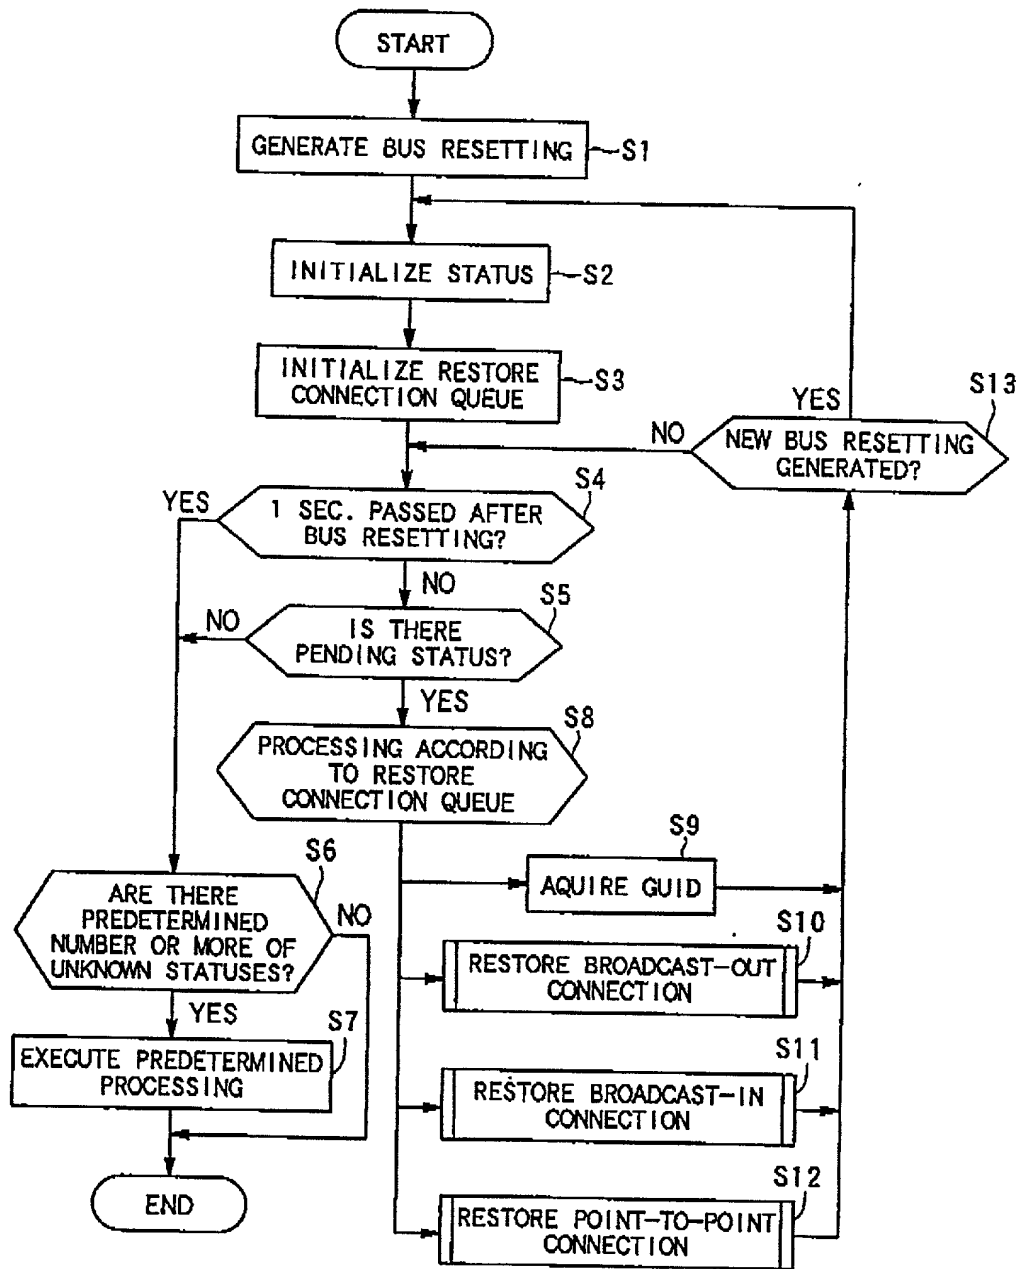 START
GENERATE BUS RESETTING
S1
INITIALIZE STATUS
S2
INITIALIZE RESTORE
CONNECTION QUEUE
S3
S13
YES
NEW BUS RESETTING
GENERATED?
NO
S4
YES
1 SEC. PASSED AFTER
BUS RESETTING?
NO
S5
NO
IS THERE
PENDING STATUS?
YES
S8
PROCESSING ACCORDING
TO RESTORE
CONNECTION QUEUE
S6
ARE THERE
PREDETERMINED
NUMBER OR MORE OF
UNKNOWN STATUSES?
NO
YES
S7
EXECUTE PREDETERMINED
PROCESSING
END
S9
AQUIRE GUID
S10
RESTORE BROADCAST-OUT
CONNECTION
S11
RESTORE BROADCAST-IN
CONNECTION
S12
RESTORE POINT-TO-POINT
CONNECTION